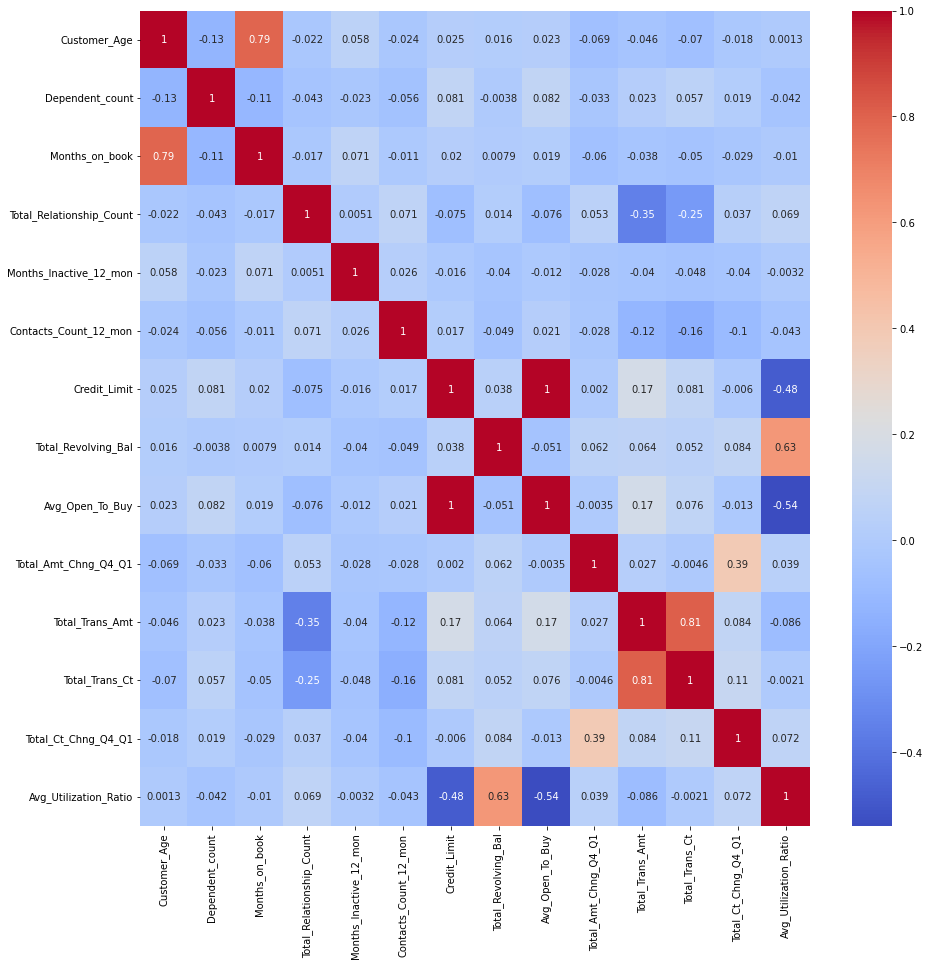 Customer_Age 1 -0.13 0.79 -0.022 0.058 -0.024 0.025 0.016 0.023 -0.069 -0.046 -0.07 -0.018 0.0013
Dependent_count -0.13 1 -0.11 -0.043 -0.023 -0.056 0.081 -0.0038 0.082 -0.033 0.023 0.057 0.019 -0.042
Months_on_book 0.79 -0.11 1 -0.017 0.071 -0.011 0.02 0.0079 0.019 -0.06 -0.038 -0.05 -0.029 -0.01
Total_Relationship_Count -0.022 -0.043 -0.017 1 0.0051 0.071 -0.075 0.014 -0.076 0.053 -0.35 -0.25 0.037 0.069
Months_Inactive_12_mon 0.058 -0.023 0.071 0.0051 1 0.026 -0.016 -0.04 -0.012 -0.028 -0.04 -0.048 -0.04 -0.0032
Contacts_Count_12_mon -0.024 -0.056 -0.011 0.071 0.026 1 0.017 -0.049 0.021 -0.028 -0.12 -0.16 -0.1 -0.043
Credit_Limit 0.025 0.081 0.02 -0.075 -0.016 0.017 1 0.038 1 0.002 0.17 0.081 -0.006 -0.48
Total_Revolving_Bal 0.016 -0.0038 0.0079 0.014 -0.04 -0.049 0.038 1 -0.051 0.062 0.064 0.052 0.084 0.63
Avg_Open_To_Buy 0.023 0.082 0.019 -0.076 -0.012 0.021 1 -0.051 1 -0.0035 0.17 0.076 -0.013 -0.54
Total_Amt_Chng_Q4_Q1 -0.069 -0.033 -0.06 0.053 -0.028 -0.028 0.002 0.062 -0.0035 1 0.027 -0.0046 0.39 0.039
Total_Trans_Amt -0.046 0.023 -0.038 -0.35 -0.04 -0.12 0.17 0.064 0.17 0.027 1 0.81 0.084 -0.086
Total_Trans_Ct -0.07 0.057 -0.05 -0.25 -0.048 -0.16 0.081 0.052 0.076 -0.0046 0.81 1 0.11 -0.0021
Total_Ct_Chng_Q4_Q1 -0.018 0.019 -0.029 0.037 -0.04 -0.1 -0.006 0.084 -0.013 0.39 0.084 0.11 1 0.072
Avg_Utilization_Ratio 0.0013 -0.042 -0.01 0.069 -0.0032 -0.043 -0.48 0.63 -0.54 0.039 -0.086 -0.0021 0.072 1
Customer_Age
Dependent_count
Months_on_book
Total_Relationship_Count
Months_Inactive_12_mon
Contacts_Count_12_mon
Credit_Limit
Total_Revolving_Bal
Avg_Open_To_Buy
Total_Amt_Chng_Q4_Q1
Total_Trans_Amt
Total_Trans_Ct
Total_Ct_Chng_Q4_Q1
Avg_Utilization_Ratio
1.0
0.8
0.6
0.4
0.2
0.0
−0.2
−0.4